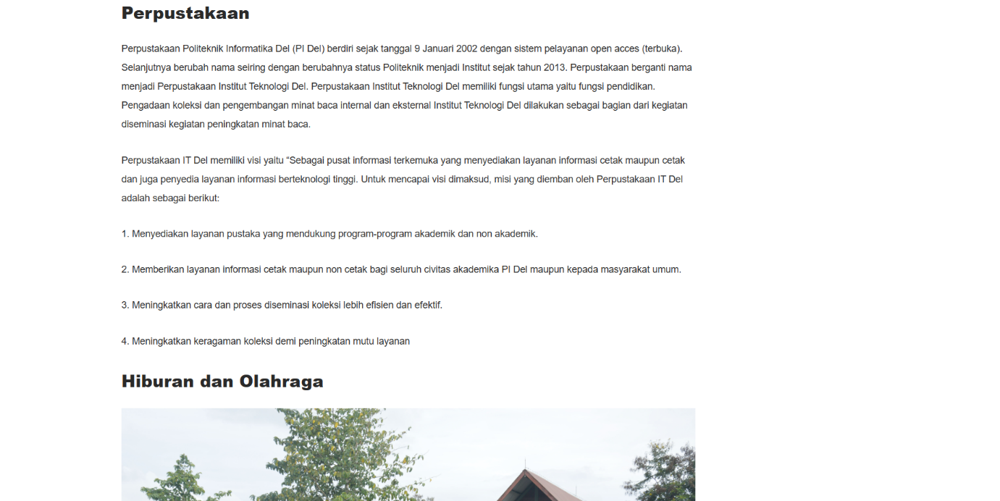 Perpustakaan
Perpustakaan Politeknik Informatika Del (PI Del) berdiri sejak tanggal 9 Januari 2002 dengan sistem pelayanan open acces (terbuka).
Selanjutnya berubah nama seiring dengan berubahnya status Politeknik menjadi Institut sejak tahun 2013. Perpustakaan berganti nama
menjadi Perpustakaan Institut Teknologi Del. Perpustakaan Institut Teknologi Del memiliki fungsi utama yaitu fungsi pendidikan.
Pengadaan koleksi dan pengembangan minat baca internal dan eksternal Institut Teknologi Del dilakukan sebagai bagian dari kegiatan
diseminasi kegiatan peningkatan minat baca.
Perpustakaan IT Del memiliki visi yaitu “Sebagai pusat informasi terkemuka yang menyediakan layanan informasi cetak maupun cetak
dan juga penyedia layanan informasi berteknologi tinggi. Untuk mencapai visi dimaksud, misi yang diemban oleh Perpustakaan IT Del
adalah sebagai berikut:
1. Menyediakan layanan pustaka yang mendukung program-program akademik dan non akademik.
2. Memberikan layanan informasi cetak maupun non cetak bagi seluruh civitas akademika PI Del maupun kepada masyarakat umum.
3. Meningkatkan cara dan proses diseminasi koleksi lebih efisien dan efektif.
4. Meningkatkan keragaman koleksi demi peningkatan mutu layanan
Hiburan dan Olahraga